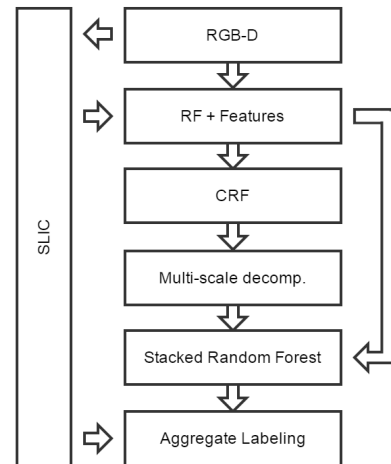 RGB-D
RF + Features
CRF
SLIC
Multi-scale decomp.
Stacked Random Forest
Aggregate Labeling